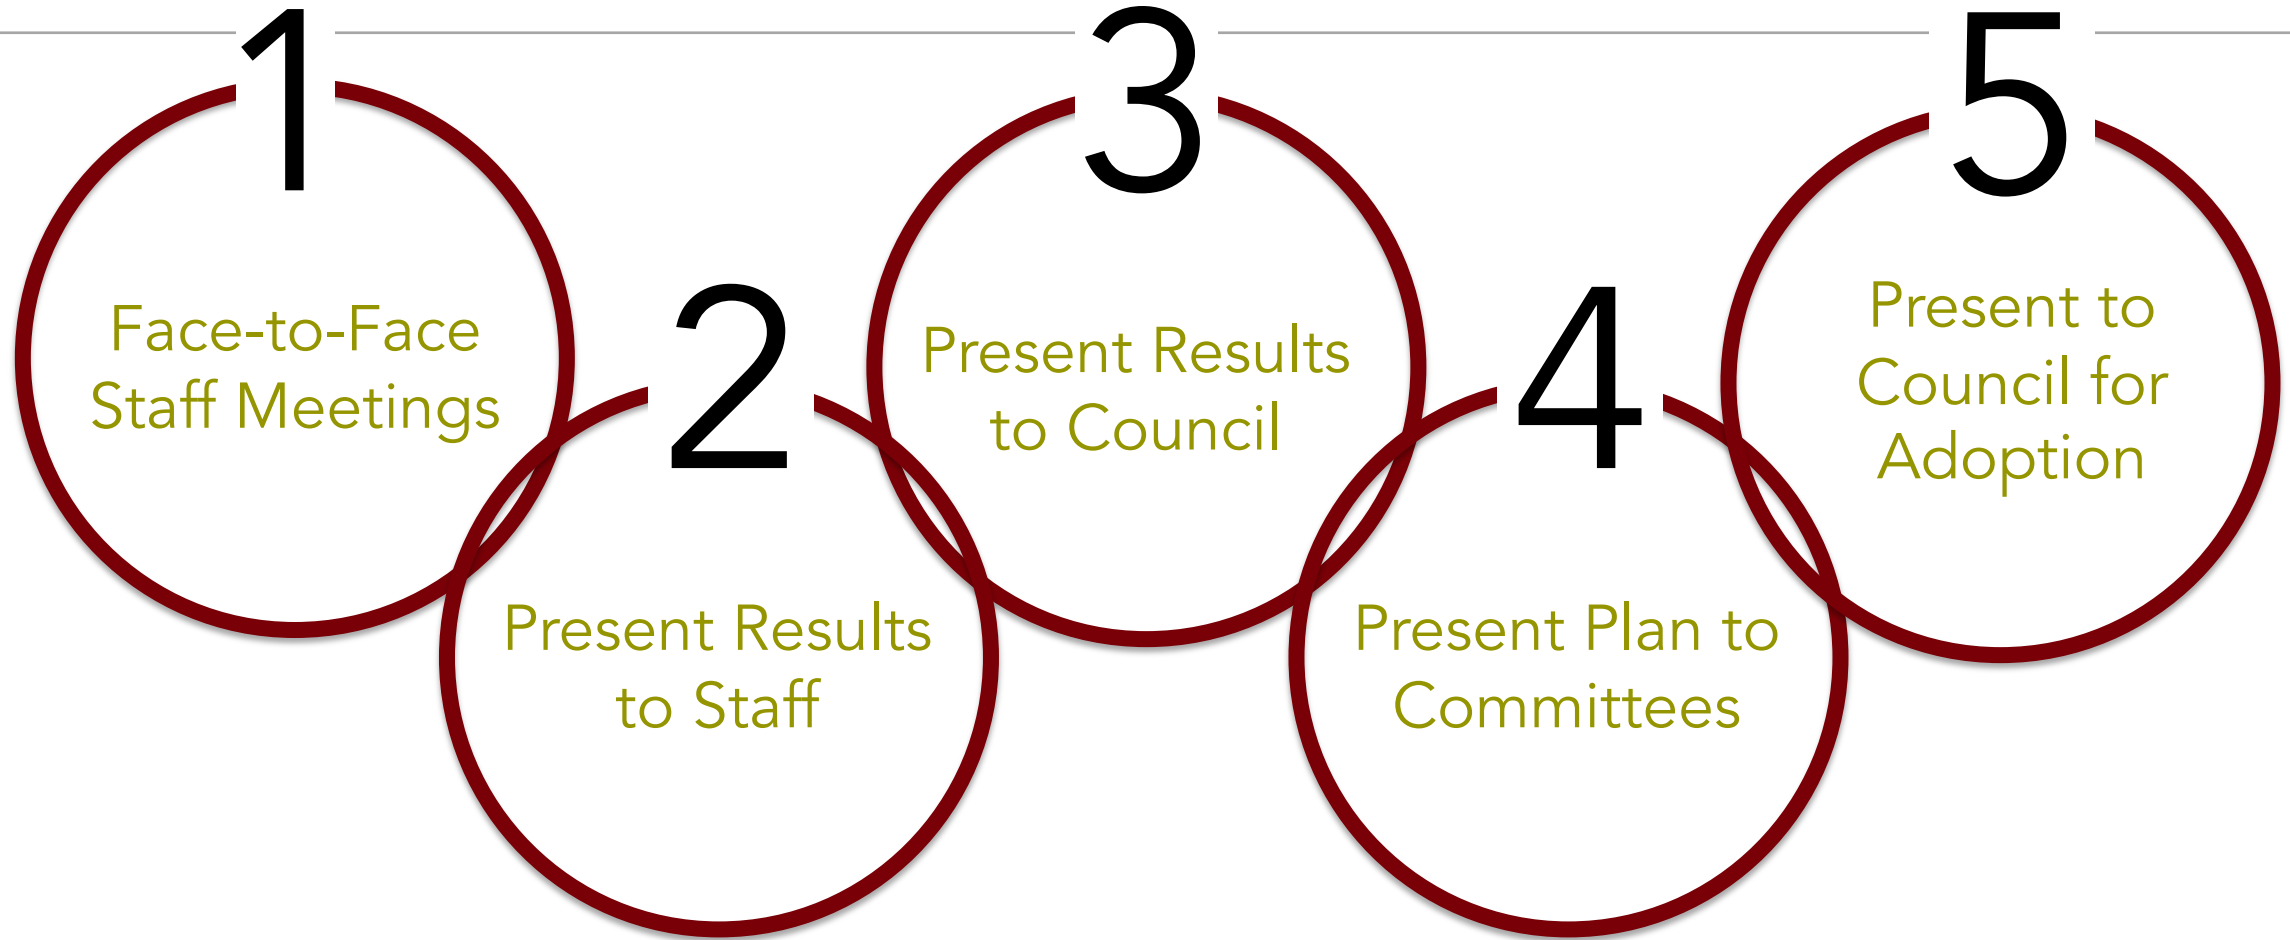 1
Face-to-Face
Staff Meetings
2
Present Results
to Staff
3
Present Results
to Council
4
Present Plan to
Committees
5
Present to
Council for
Adoption